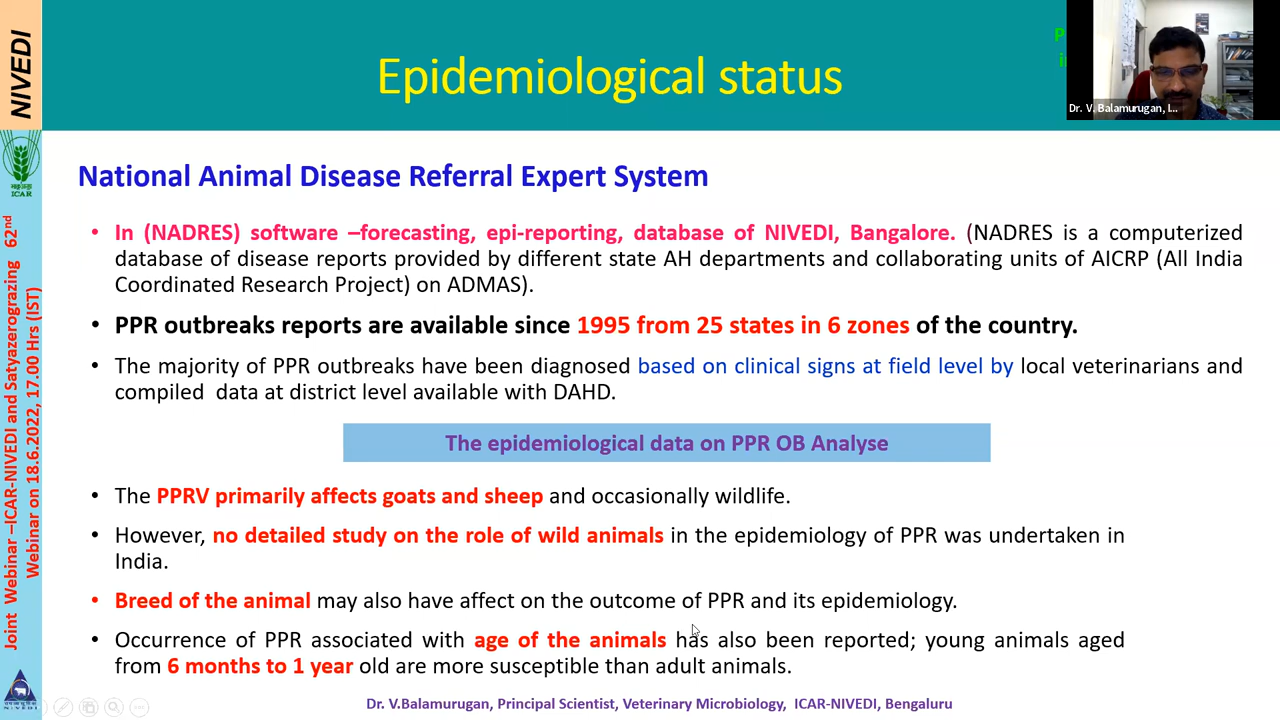 Epidemiological status
P
i
Dr. V. Balamurugan, I...
NIVEDI
ICAR
Joint Webinar –ICAR-NIVEDI and Satyazerograzing 62nd
Webinar on 18.6.2022, 17.00 Hrs (IST)
National Animal Disease Referral Expert System
• In (NADRES) software –forecasting, epi-reporting, database of NIVEDI, Bangalore. (NADRES is a computerized
database of disease reports provided by different state AH departments and collaborating units of AICRP (All India
Coordinated Research Project) on ADMAS).
• PPR outbreaks reports are available since 1995 from 25 states in 6 zones of the country.
• The majority of PPR outbreaks have been diagnosed based on clinical signs at field level by local veterinarians and
compiled data at district level available with DAHD.
The epidemiological data on PPR OB Analyse
• The PPRV primarily affects goats and sheep and occasionally wildlife.
• However, no detailed study on the role of wild animals in the epidemiology of PPR was undertaken in
India.
• Breed of the animal may also have affect on the outcome of PPR and its epidemiology.
• Occurrence of PPR associated with age of the animals has also been reported; young animals aged
from 6 months to 1 year old are more susceptible than adult animals.
NIVEDI
Dr. V.Balamurugan, Principal Scientist, Veterinary Microbiology, ICAR-NIVEDI, Bengaluru